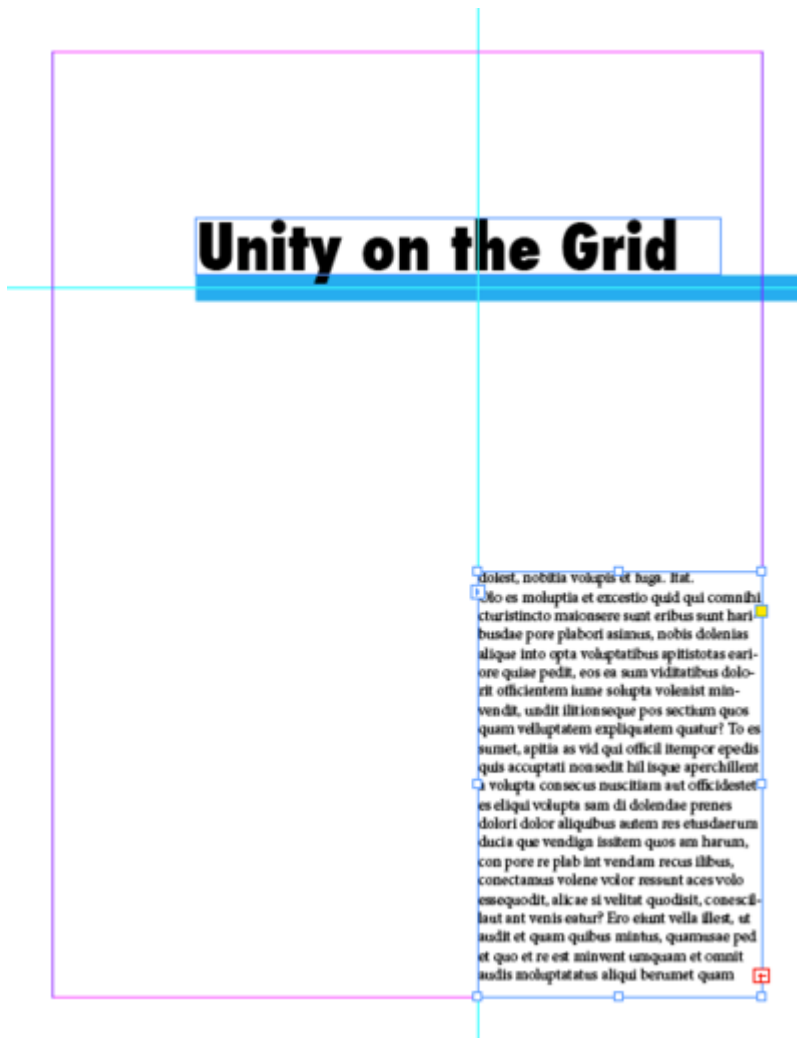 Unity on the Grid
dolest, nobitia volupis et fuga. Itat.
Olo es moluptia et excestio quid qui comnihi
cturistincto maionsere sunt eribus sunt hari-
busdae pore plabori asimus, nobis dolenias
alique into opta voluptatibus apitistotas eari-
ore quiae pedit, eos ea sum viditatibus dolo-
rit officientem iume solupta volenist min-
vendit, undit ilitionseque pos sectium quos
quam velluptatem expliquatem quatur? To es
sumet, apitia as vid qui officil itempor epedis
quis accuptati nonsedit hil isque aperchillent
a volupta consecus nuscitiam aut officidestet
es eliqui volupta sam di dolendae prenes
dolori dolor aliquibus autem res etusdaerum
ducia que vendign issitem quos am harum,
con pore re plab int vendam recus ilibus,
conectamus volene volor ressunt aces volo
essequodit, alicae si velitat quodisit, conescil-
laut ant venis eatur? Ero eiunt vella illest, ut
audit et quam quibus mintus, quamusae ped
et quo et re est minvent umquam et omnit
audis moluptatatus aliqui berumet quam